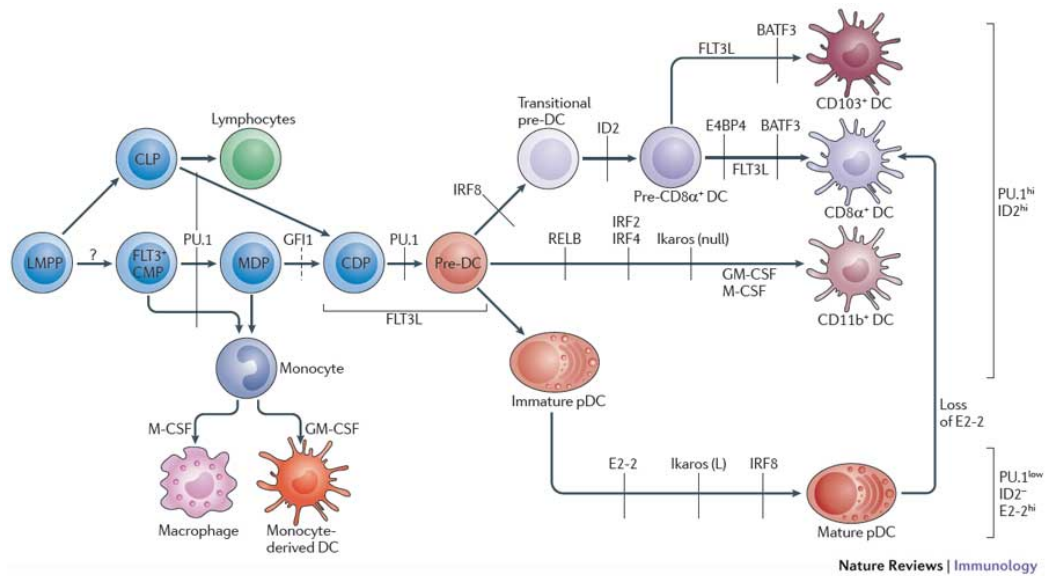 BATF3
FLT3L
CD103+ DC
Transitional
pre-DC
ID2
E4BP4
BATF3
FLT3L
Pre-CD8α+ DC
CD8α+ DC
Lymphocytes
CLP
IRF8
PU.1hi
ID2hi
LMPP
?
FLT3+
CMP
PU.1
MDP
GFI1
CDP
PU.1
Pre-DC
RELB
IRF2
IRF4
Ikaros (null)
GM-CSF
M-CSF
CD11b+ DC
FLT3L
Monocyte
Immature pDC
M-CSF
GM-CSF
Macrophage
Monocyte-
derived DC
Loss
of E2-2
E2-2
Ikaros (L)
IRF8
Mature pDC
PU.1low
ID2−
E2-2hi
Nature Reviews | Immunology